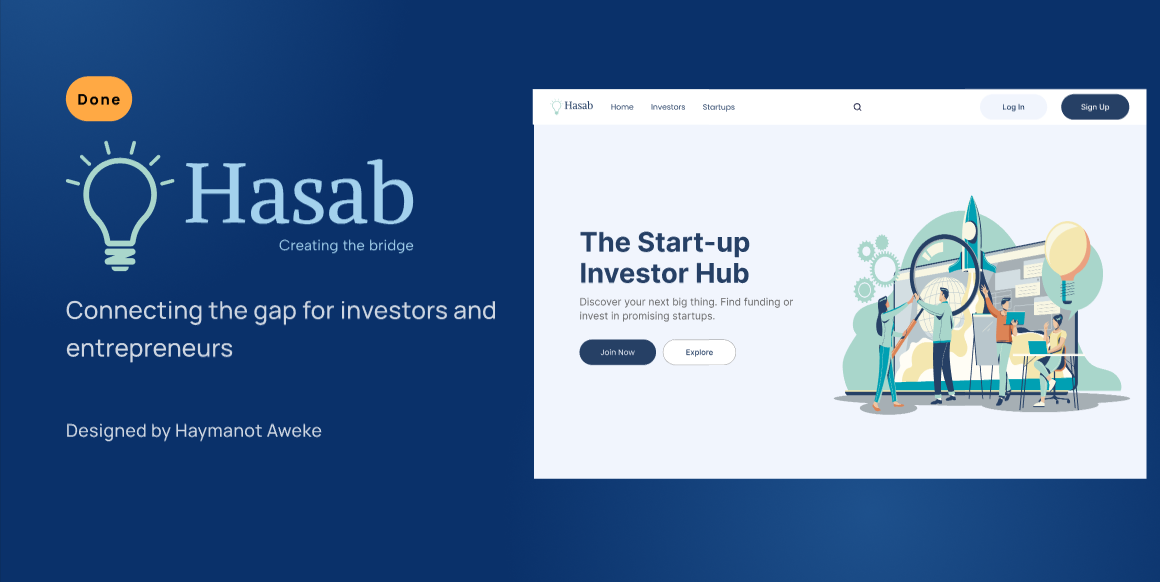 Done
Hasab
Creating the bridge
Connecting the gap for investors and
entrepreneurs
Designed by Haymanot Aweke
Hasab Home Investors Startups Log In Sign Up
The Start-up
Investor Hub
Discover your next big thing. Find funding or
invest in promising startups.
Join Now Explore